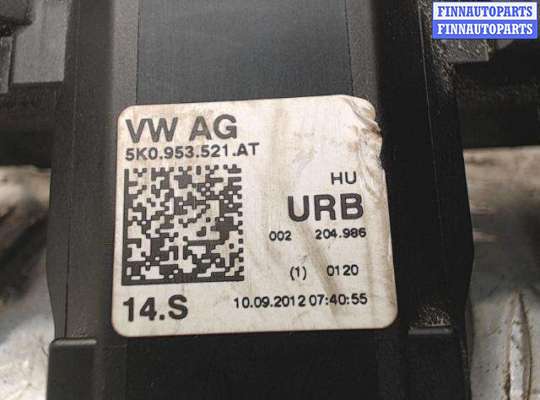 FINNAUTOPARTS
FINNAUTOPARTS
VW AG
5K0.953.521.AT
HU
URB
002 204.986
(1) 0120
14.S 10.09.2012 07:40:55